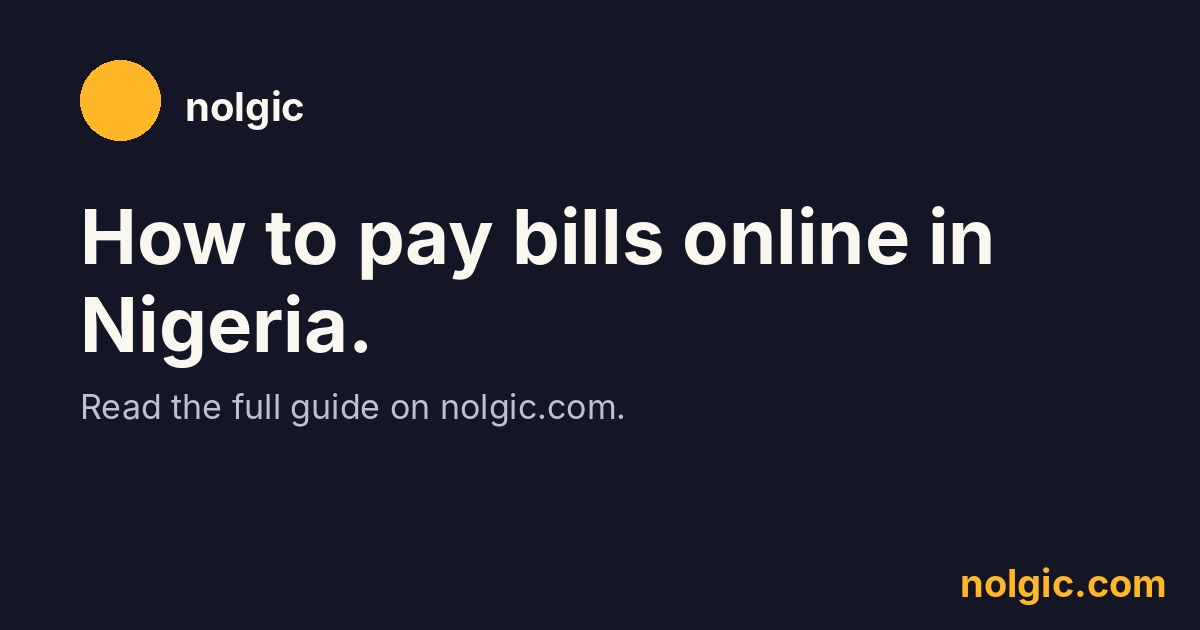 nolgic
How to pay bills online in
Nigeria.
Read the full guide on nolgic.com.
nolgic.com